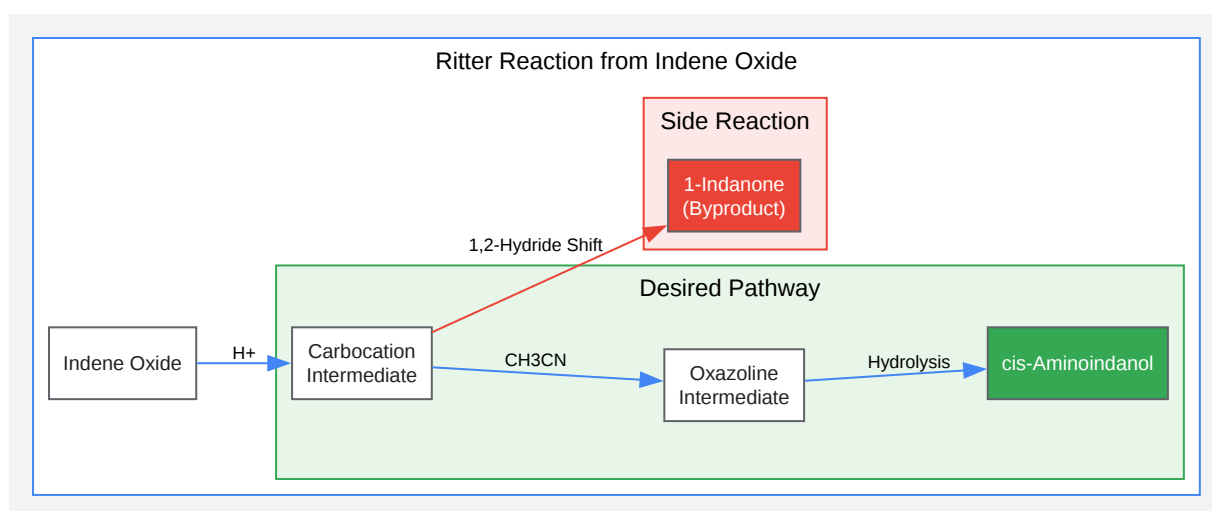 Ritter Reaction from Indene Oxide
Side Reaction
1-Indanone
(Byproduct)
1,2-Hydride Shift
Desired Pathway
Indene Oxide
H+
Carbocation
Intermediate
CH3CN
Oxazoline
Intermediate
Hydrolysis
cis-Aminoindanol